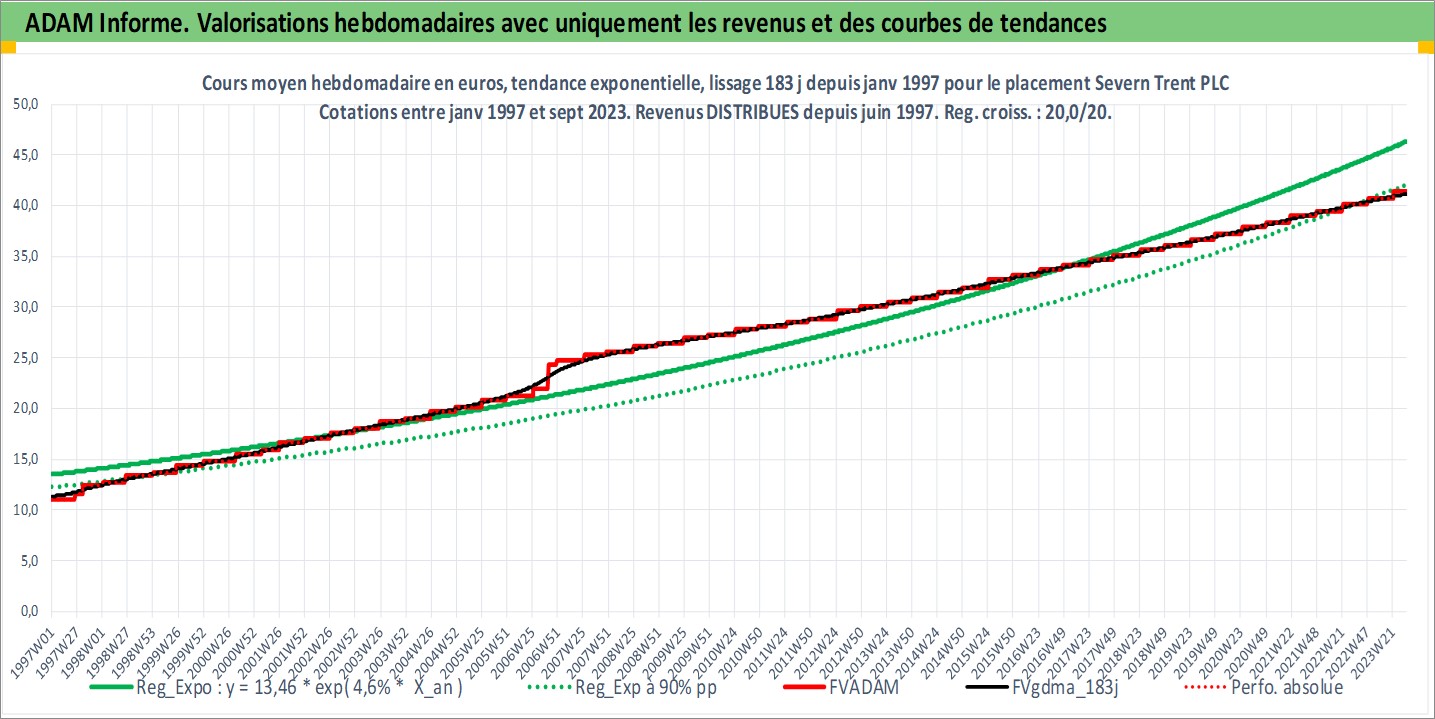 ADAM Informe. Valorisations hebdomadaires avec uniquement les revenus et des courbes de tendances
Cours moyen hebdomadaire en euros, tendance exponentielle, lissage 183 j depuis janv 1997 pour le placement Severn Trent PLC
Cotations entre janv 1997 et sept 2023. Revenus DISTRIBUES depuis juin 1997. Reg. croiss. : 20,0/20.
50,0
45,0
40,0
35,0
30,0
25,0
20,0
15,0
10,0
5,0
0,0
1997W01 1997W27 1998W01 1998W27 1998W53 1999W26 1999W52 2000W26 2000W52 2001W26 2001W52 2002W26 2002W52 2003W26 2003W52 2004W26 2004W52 2005W25 2005W51 2006W25 2006W51 2007W25 2007W51 2008W25 2008W51 2009W25 2009W51 2010W24 2010W50 2011W24 2011W50 2012W24 2012W50 2013W24 2013W50 2014W24 2014W50 2015W24 2015W50 2016W23 2016W49 2017W23 2017W49 2018W23 2018W49 2019W23 2019W49 2020W23 2020W49 2021W22 2021W48 2022W21 2022W47 2023W21
Reg_Expo : y = 13,46 * exp( 4,6% * X_an ) Reg_Exp à 90% pp FVADAM FVgdma_183j Perfo. absolue